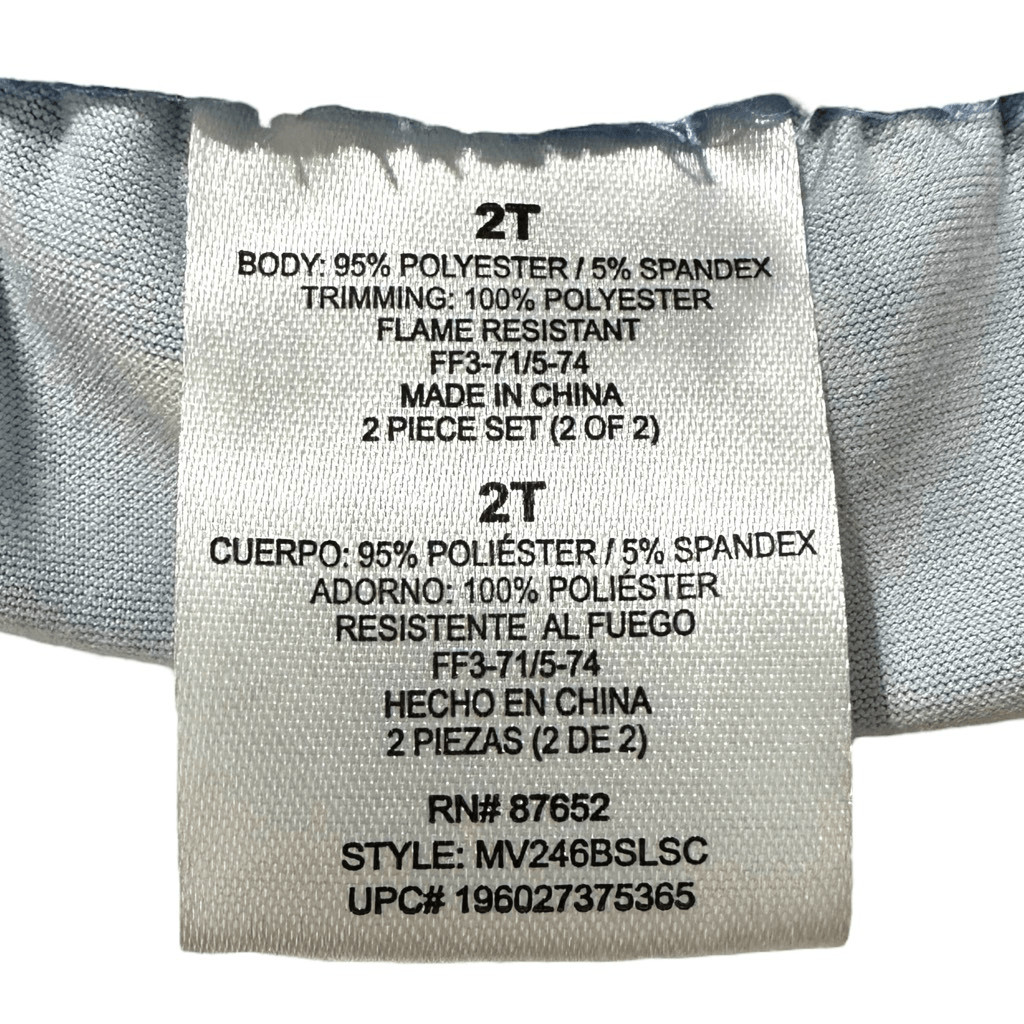 2T
BODY: 95% POLYESTER / 5% SPANDEX
TRIMMING: 100% POLYESTER
FLAME RESISTANT
FF3-71/5-74
MADE IN CHINA
2 PIECE SET (2 OF 2)
2T
CUERPO: 95% POLIÉSTER / 5% SPANDEX
ADORNO: 100% POLIÉSTER
RESISTENTE AL FUEGO
FF3-71/5-74
HECHO EN CHINA
2 PIEZAS (2 DE 2)
RN# 87652
STYLE: MV246BSLSC
UPC# 196027375365